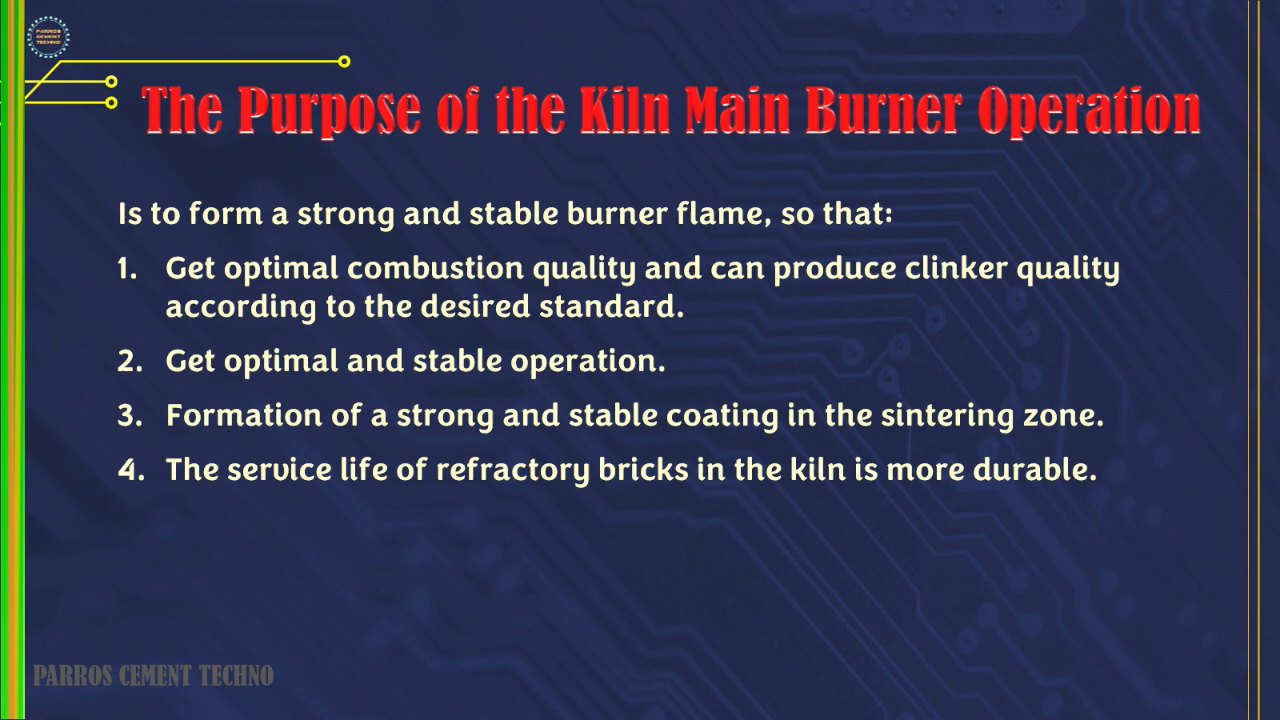 PARROS
CEMENT
TECHNO
The Purpose of the Kiln Main Burner Operation
Is to form a strong and stable burner flame, so that:
1. Get optimal combustion quality and can produce clinker quality
according to the desired standard.
2. Get optimal and stable operation.
3. Formation of a strong and stable coating in the sintering zone.
4. The service life of refractory bricks in the kiln is more durable.
PARROS CEMENT TECHNO